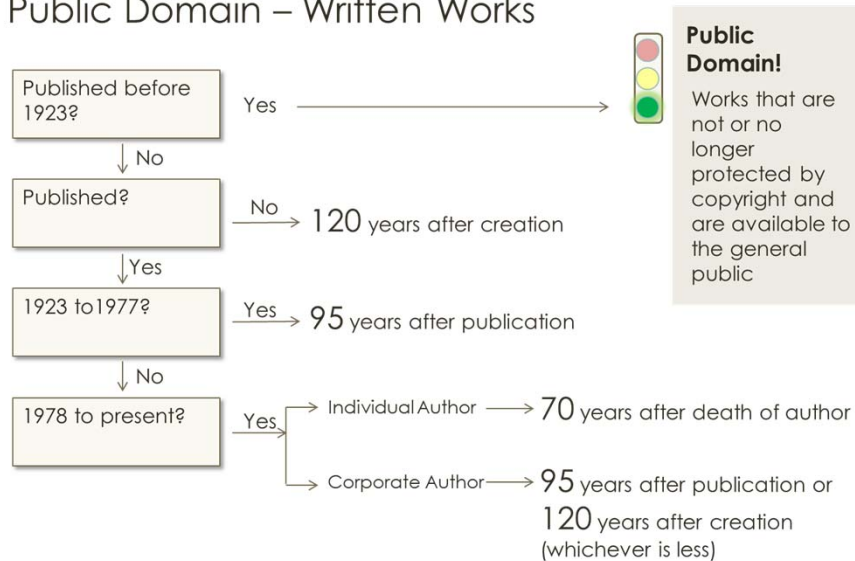 Public Domain – Written Works
Published before
1923?
Yes
Public
Domain!
Works that are
not or no
longer
protected by
copyright and
are available to
the general
public
No
Published?
No
120 years after creation
Yes
1923 to1977?
Yes
95 years after publication
No
1978 to present?
Yes
Individual Author
70 years after death of author
Corporate Author
95 years after publication or
120 years after creation
(whichever is less)